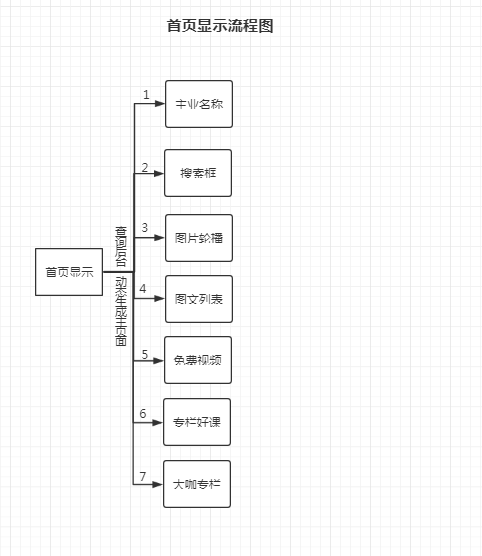 首页显示流程图
1
主业名称
2
搜索框
查询后台
3
图片轮播
首页显示
动态生成主页面
4
图文列表
5
免费视频
6
专栏好课
7
大咖专栏